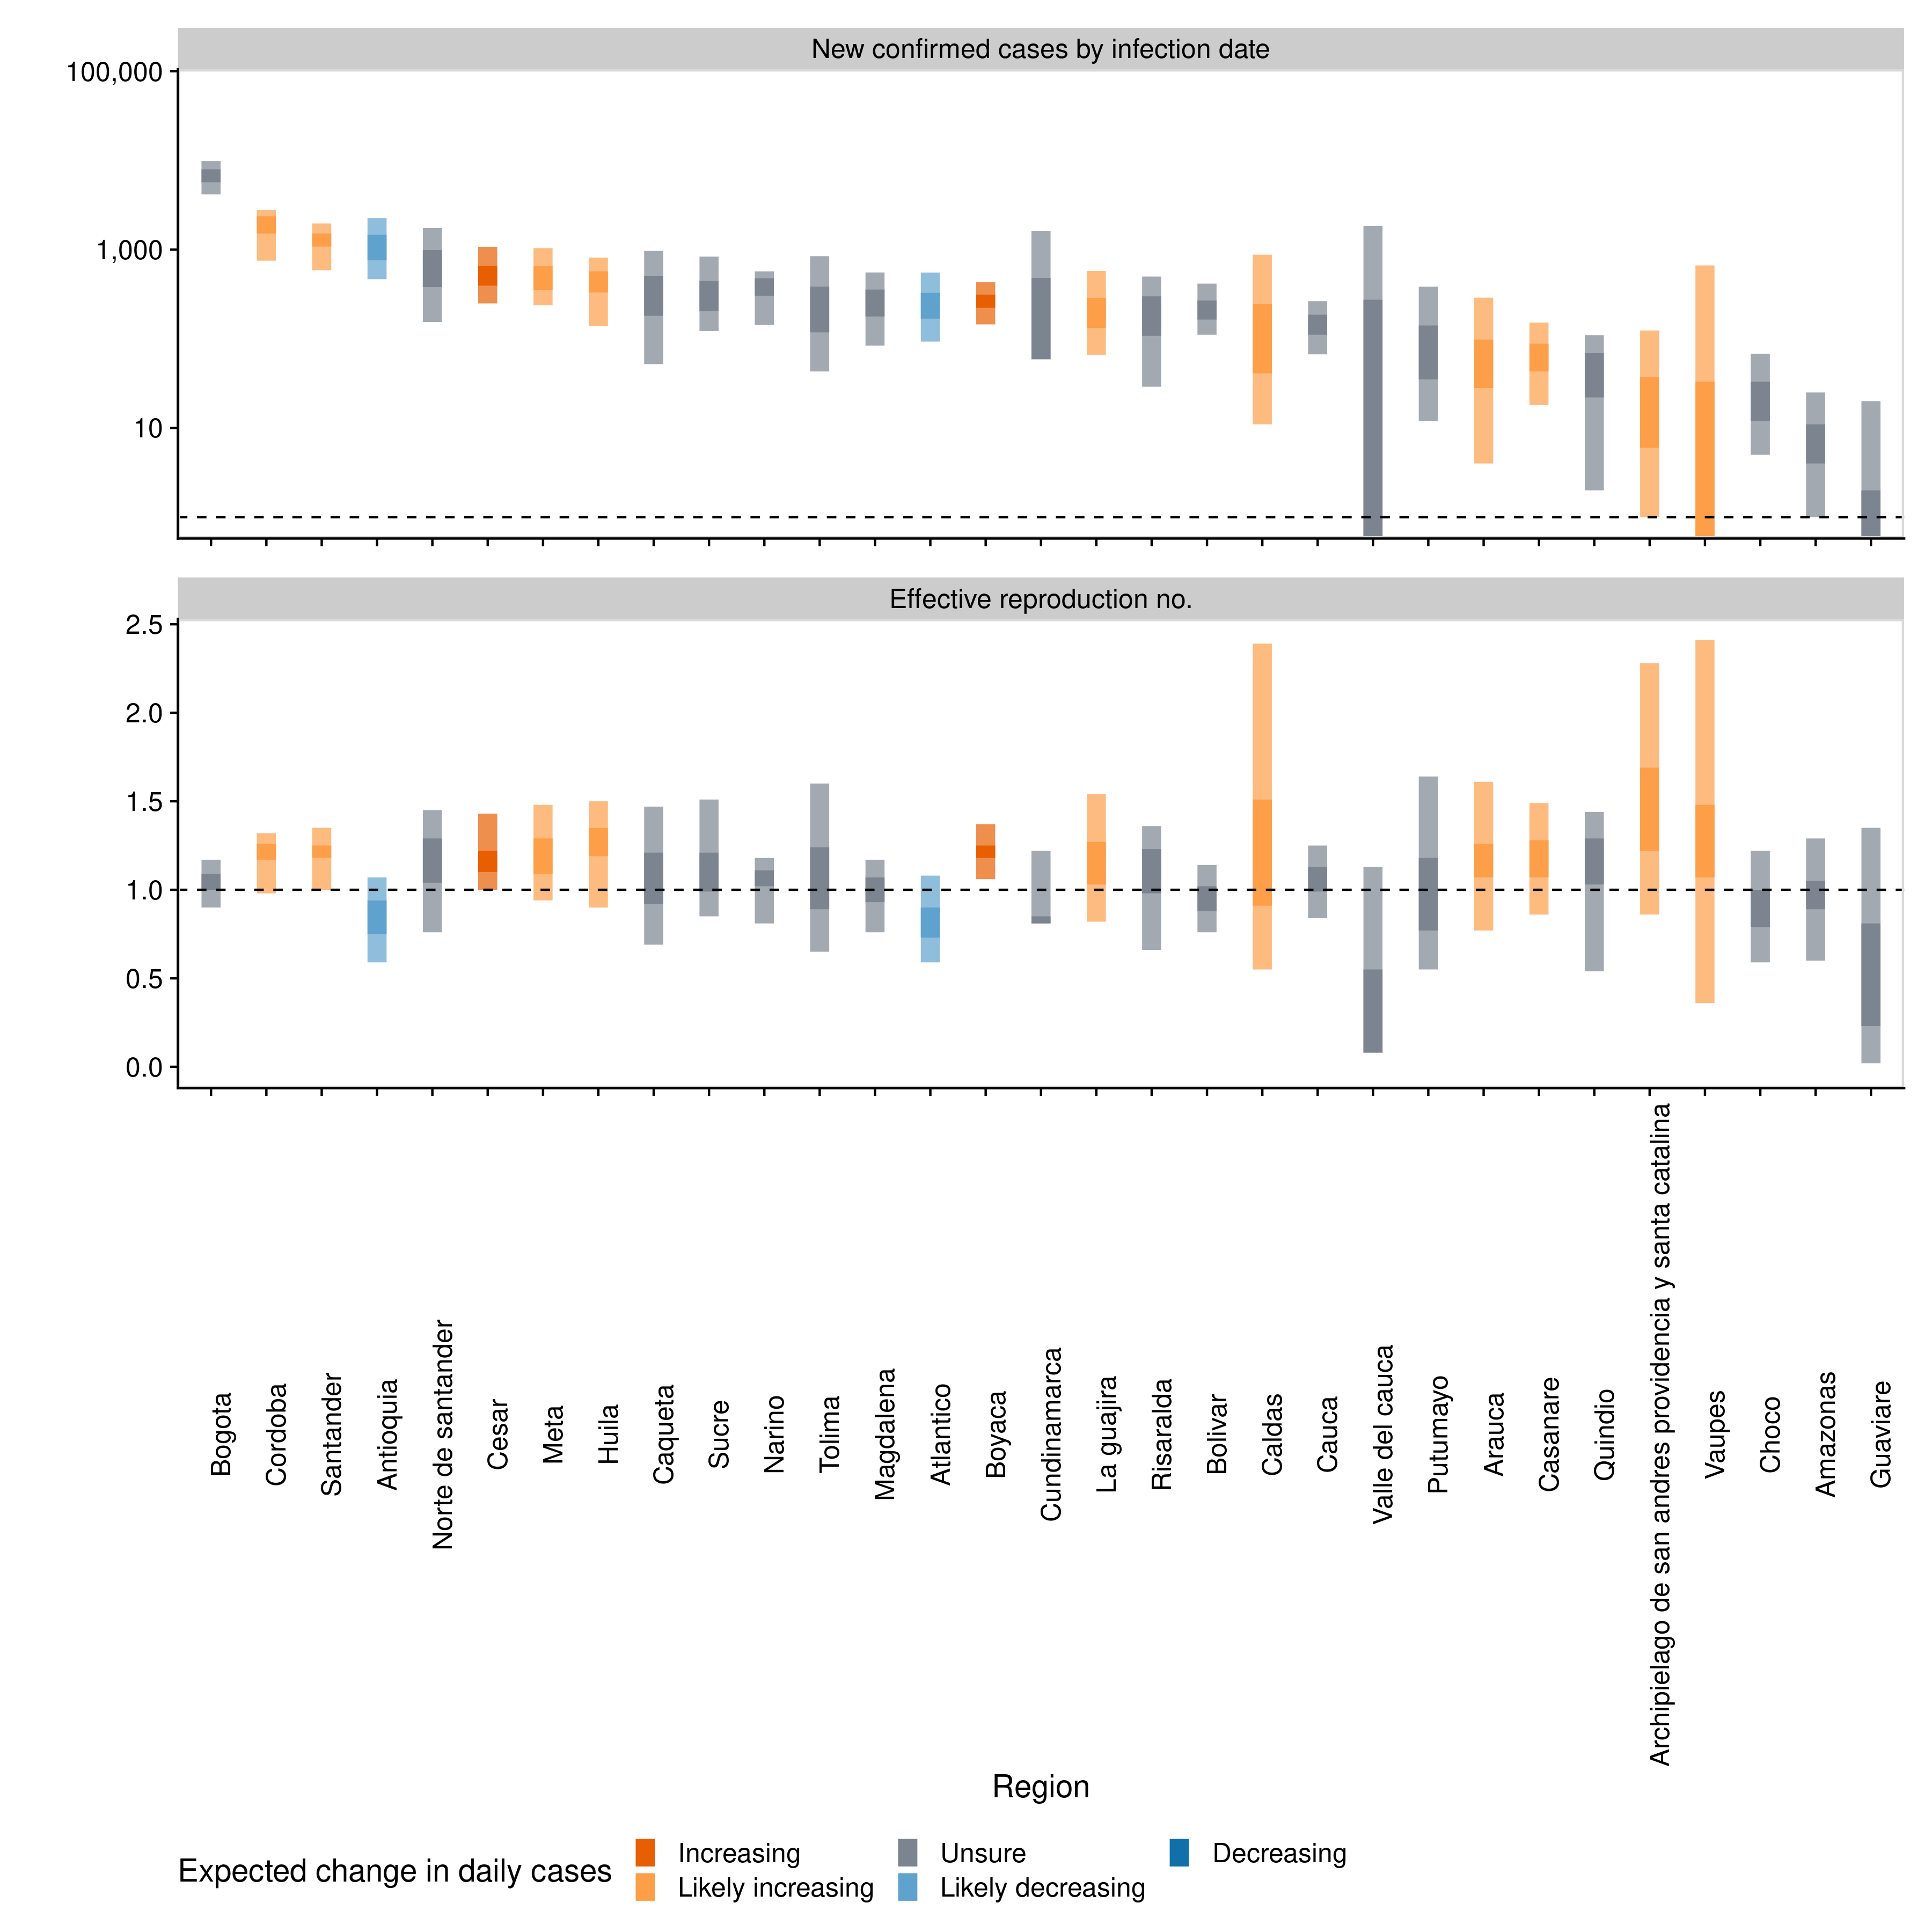 New confirmed cases by infection date
100,000
1,000
10
Effective reproduction no.
2.5
2.0
1.5
1.0
0.5
0.0
Bogota
Cordoba
Santander
Antioquia
Norte de santander
Cesar
Meta
Huila
Caqueta
Sucre
Narino
Tolima
Magdalena
Atlantico
Boyaca
Cundinamarca
La guajira
Risaralda
Bolivar
Caldas
Cauca
Valle del cauca
Putumayo
Arauca
Casanare
Quindio
Archipielago de san andres providencia y santa catalina
Vaupes
Choco
Amazonas
Guaviare
Region
Expected change in daily cases
Increasing
Likely increasing
Unsure
Likely decreasing
Decreasing